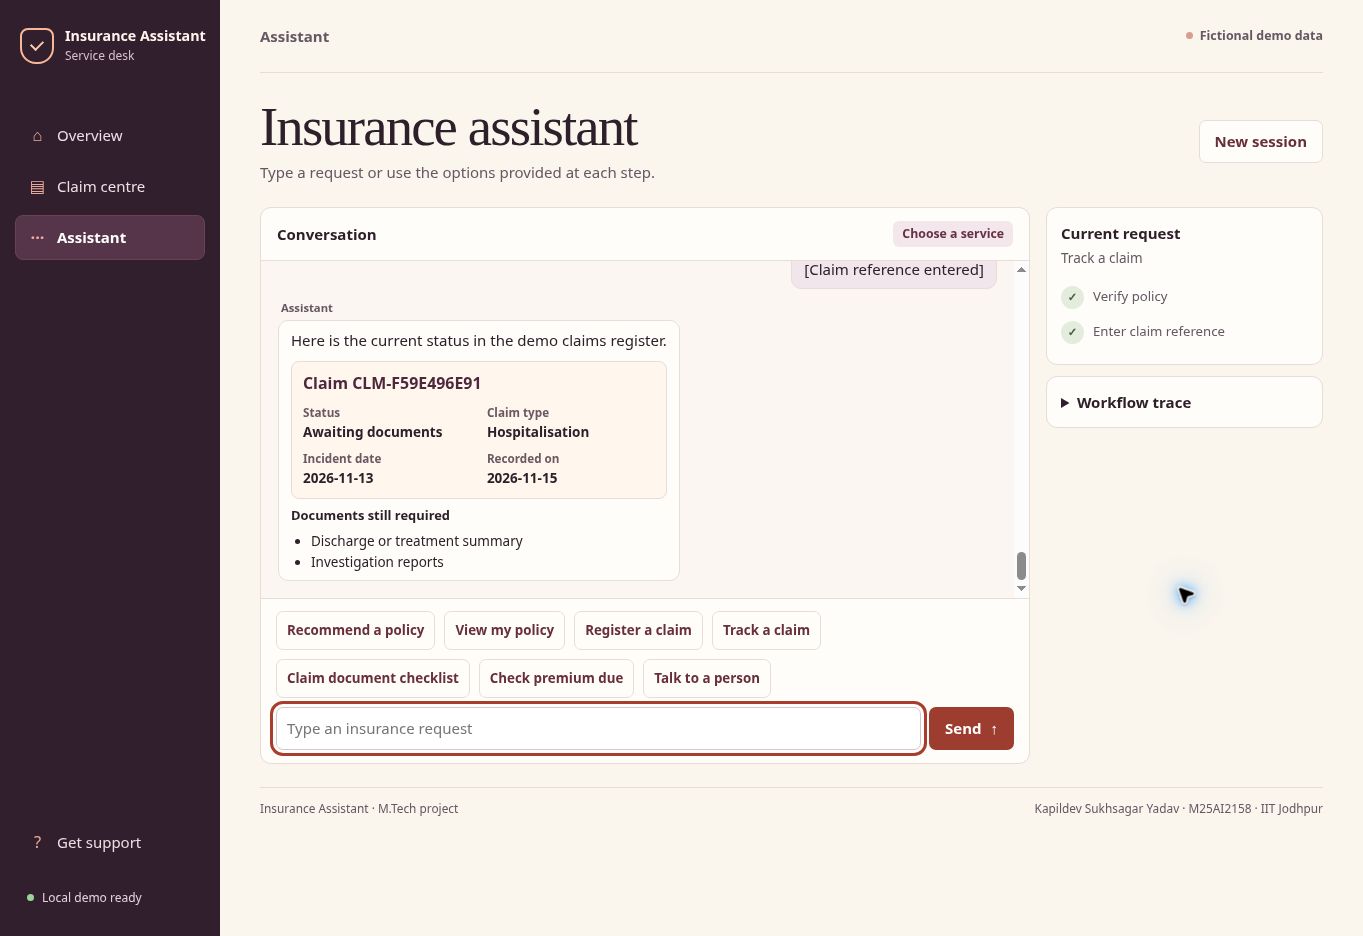 Insurance Assistant
Service desk
Overview
Claim centre
Assistant
Get support
Local demo ready
Assistant
Fictional demo data
Insurance assistant
Type a request or use the options provided at each step.
New session
Conversation
Choose a service
[Claim reference entered]
Assistant
Here is the current status in the demo claims register.
Claim CLM-F59E496E91
Status
Claim type
Awaiting documents
Hospitalisation
Incident date
Recorded on
2026-11-13
2026-11-15
Documents still required
• Discharge or treatment summary
• Investigation reports
Recommend a policy
View my policy
Register a claim
Track a claim
Claim document checklist
Check premium due
Talk to a person
Type an insurance request
Send ↑
Current request
Track a claim
✓ Verify policy
✓ Enter claim reference
▶ Workflow trace
Insurance Assistant · M.Tech project
Kapildev Sukhsagar Yadav · M25AI2158 · IIT Jodhpur